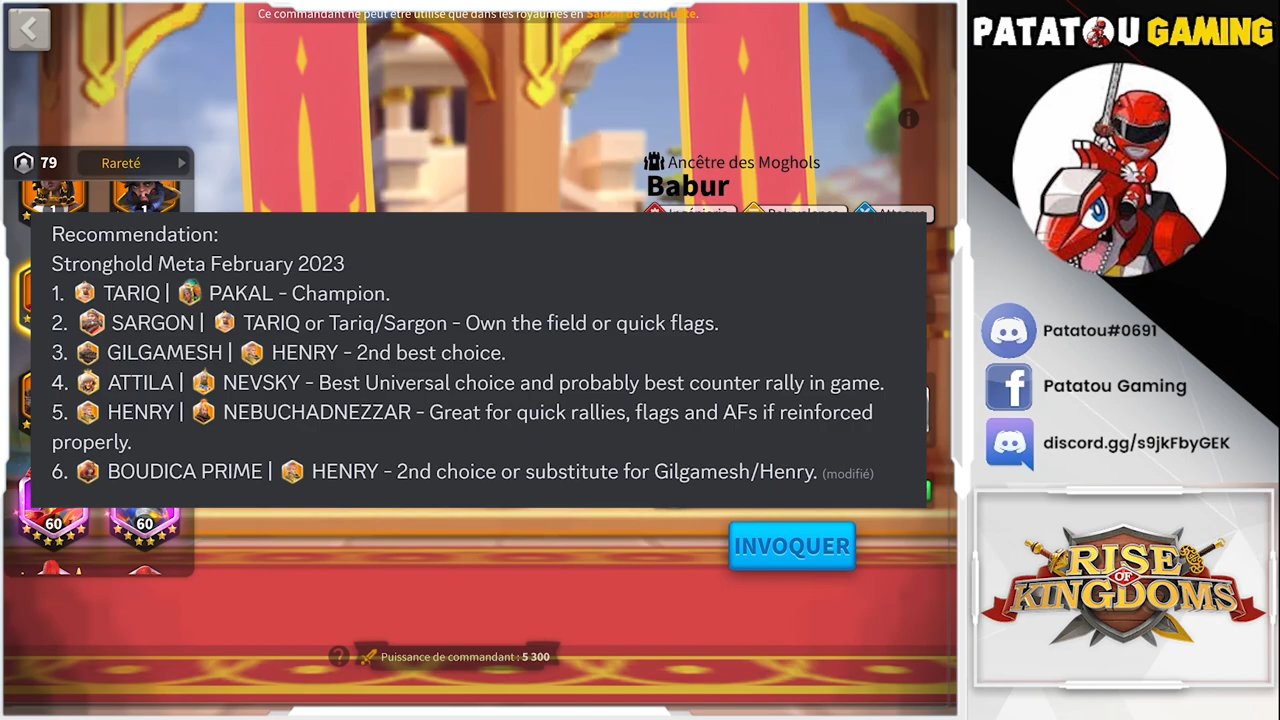 Ce commandant ne peut être utilisé que dans les royaumes en Saison de conquête.
PATATOU GAMING
79
Rareté
Ancêtre des Moghols
Babur
Recommendation:
Stronghold Meta February 2023
1. TARIQ | PAKAL - Champion.
2. SARGON | TARIQ or Tariq/Sargon - Own the field or quick flags.
3. GILGAMESH | HENRY - 2nd best choice.
4. ATTILA | NEVSKY - Best Universal choice and probably best counter rally in game.
5. HENRY | NEBUCHADNEZZAR - Great for quick rallies, flags and AFs if reinforced
properly.
6. BOUDICA PRIME | HENRY - 2nd choice or substitute for Gilgamesh/Henry. (modifié)
60
60
INVOQUER
Puissance de commandant : 5 300
Patatou#0691
Patatou Gaming
discord.gg/s9jkFbyGEK
RISE
OF
KINGDOMS